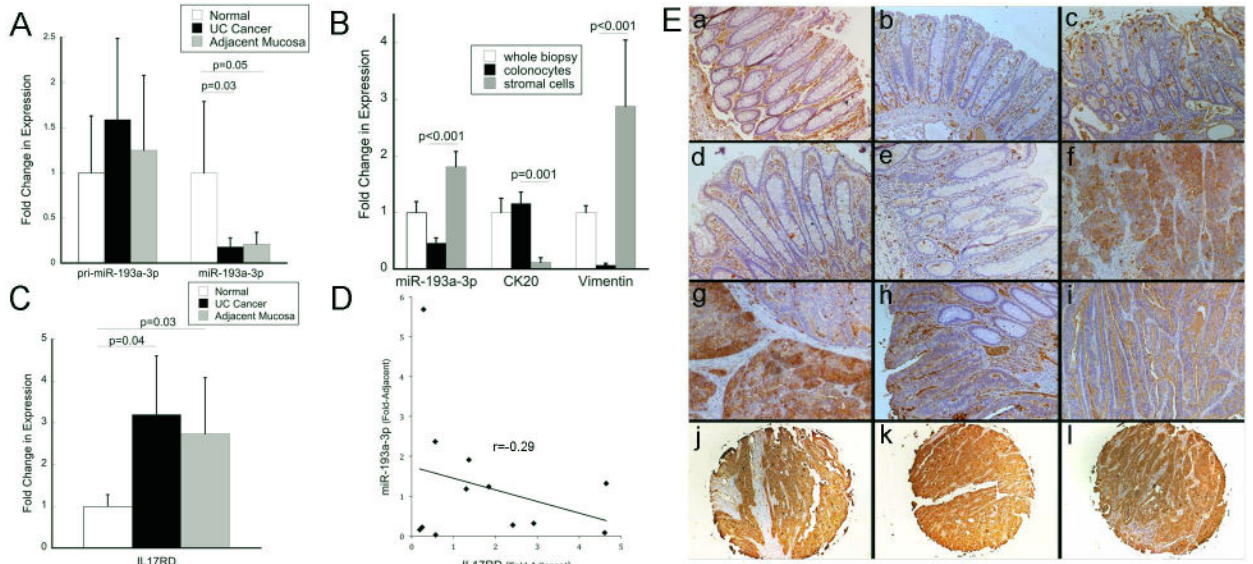 A
Normal
UC Cancer
Adjacent Mucosa
Fold Change in Expression
2.5
2
1.5
1
0.5
0
p=0.05
p=0.03
pri-miR-193a-3p
miR-193a-3p
B
whole biopsy
colonocytes
stromal cells
Fold Change in Expression
4
2
1
0
p<0.001
p=0.001
p<0.001
miR-193a-3p
CK20
Vimentin
C
Normal
UC Cancer
Adjacent Mucosa
Fold Change in Expression
5
4
3
2
1
0
p=0.03
p=0.04
IL17RD
D
miR-193a-3p (Fold-Adjacent)
6
5
4
3
2
1
0
r=-0.29
0
1
2
3
4
5
IL17RD
E
a
b
c
d
e
f
g
h
i
j
k
l